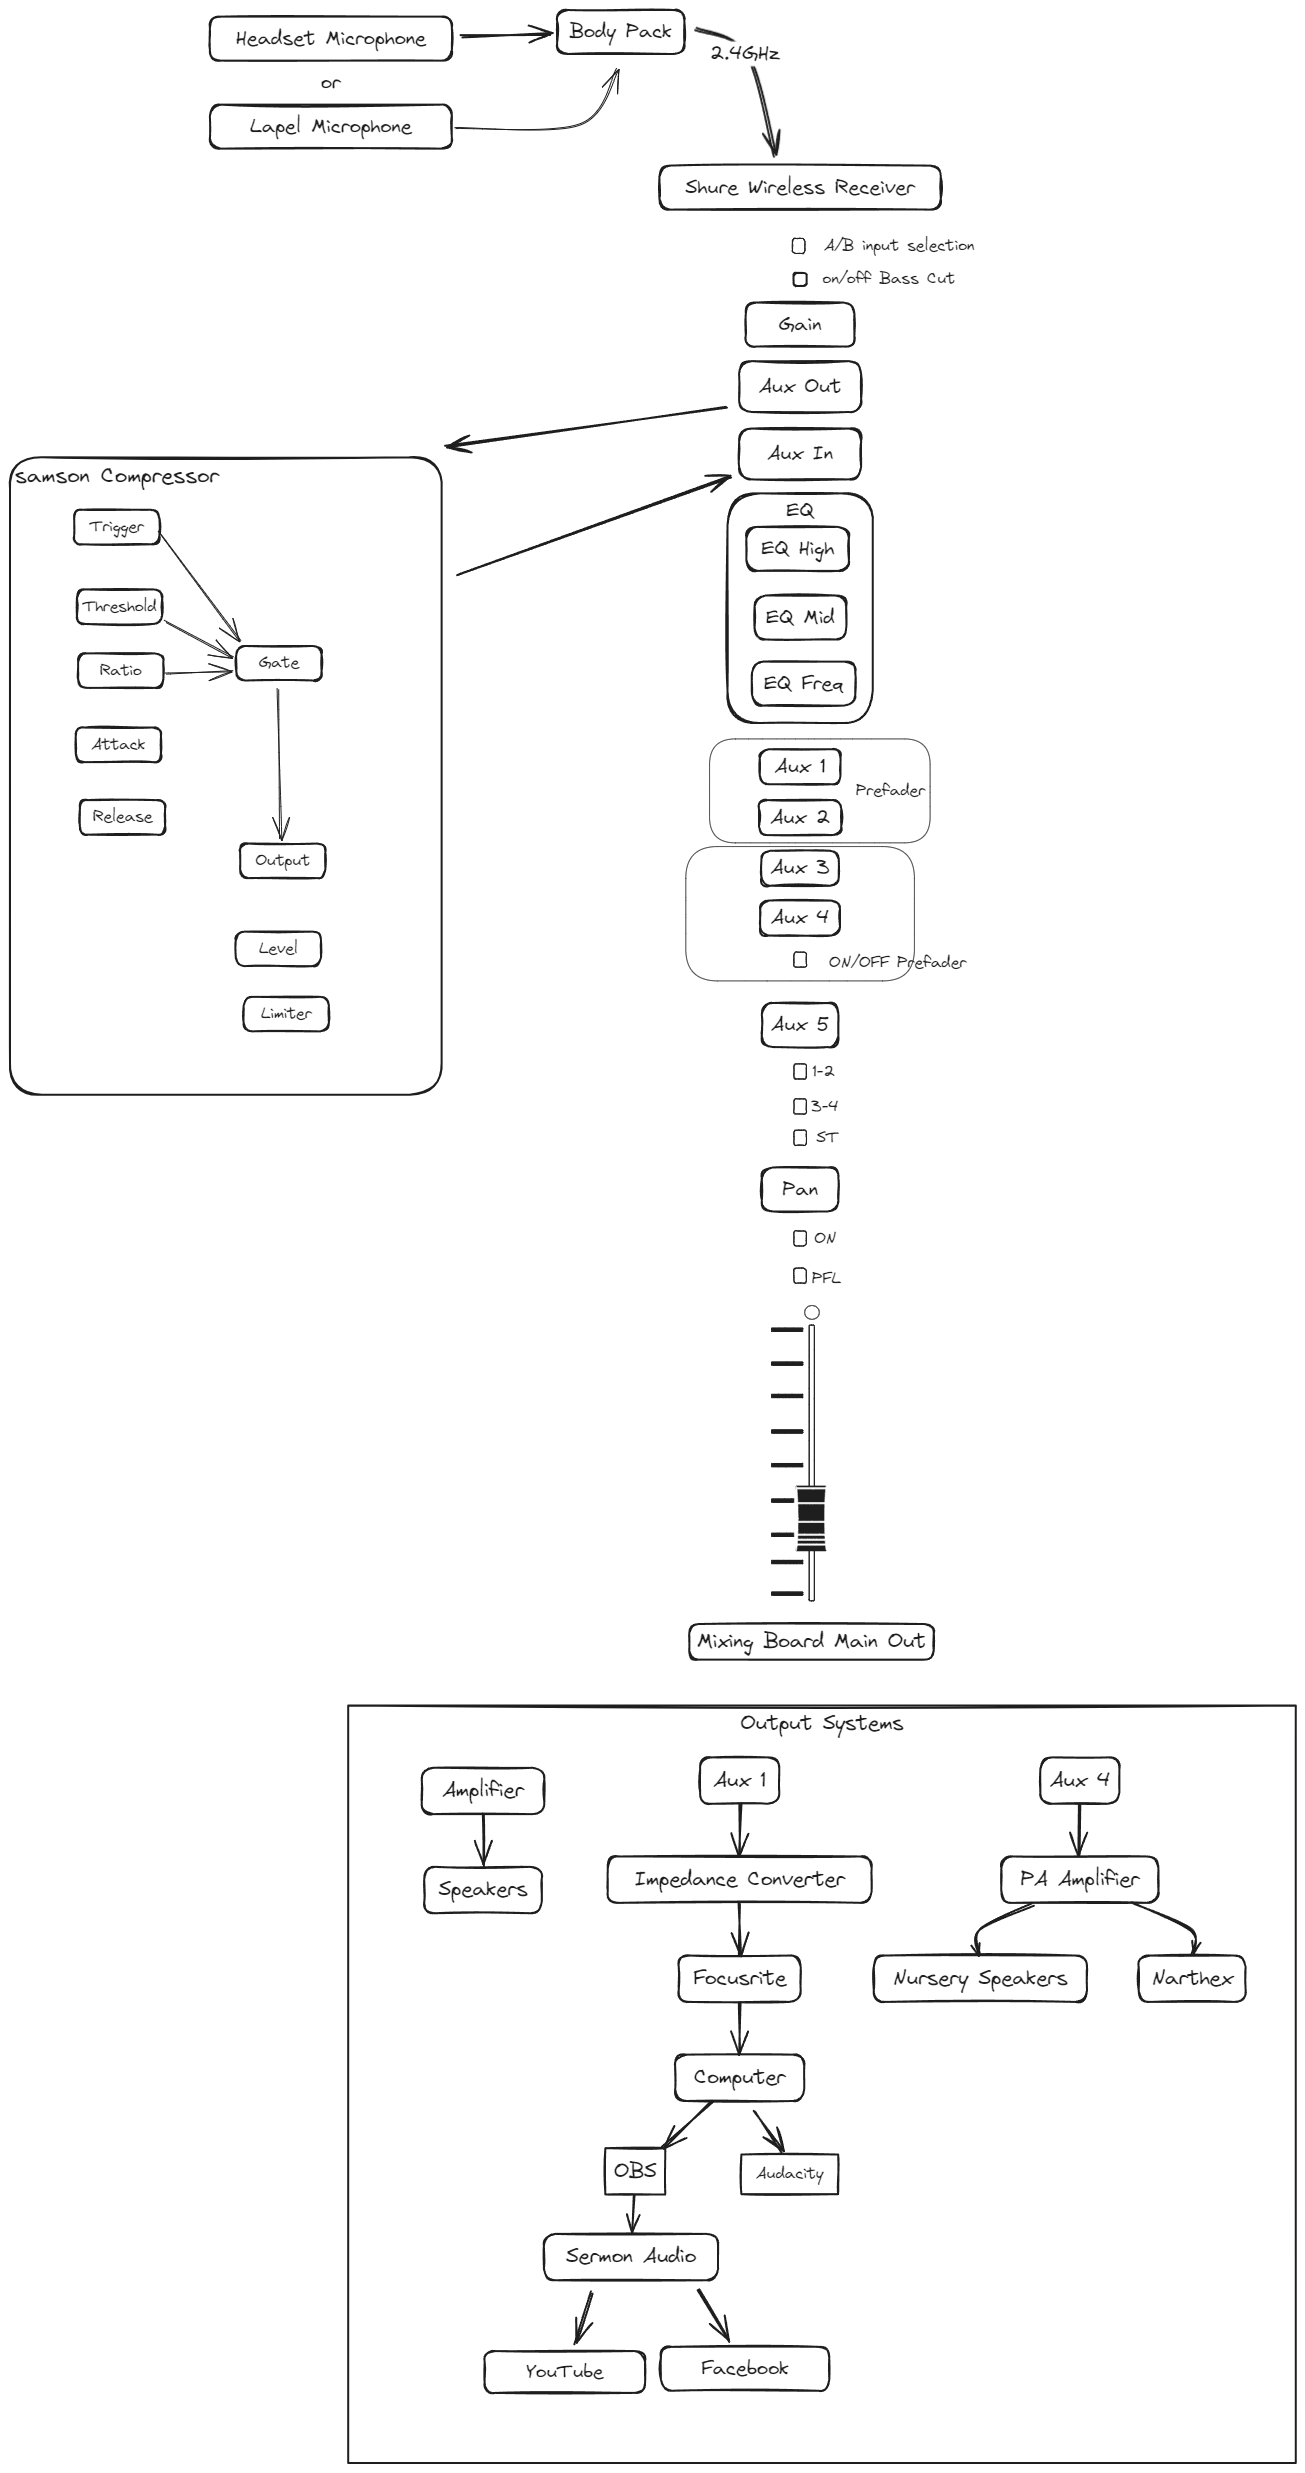 Headset Microphone
Body Pack
2.4GHz
or
Lapel Microphone
Shure Wireless Receiver
A/B input selection
on/off Bass Cut
Gain
Aux Out
Aux In
samson Compressor
Trigger
Threshold
Ratio
Gate
Attack
Release
Output
Level
Limiter
EQ
EQ High
EQ Mid
EQ Freq
Aux 1
Prefader
Aux 2
Aux 3
Aux 4
ON/OFF Prefader
Aux 5
1-2
3-4
ST
Pan
ON
PFL
Mixing Board Main Out
Output Systems
Amplifier
Speakers
Aux 1
Impedance Converter
Focusrite
Computer
OBS
Audacity
Sermon Audio
YouTube
Facebook
Aux 4
PA Amplifier
Nursery Speakers
Narthex